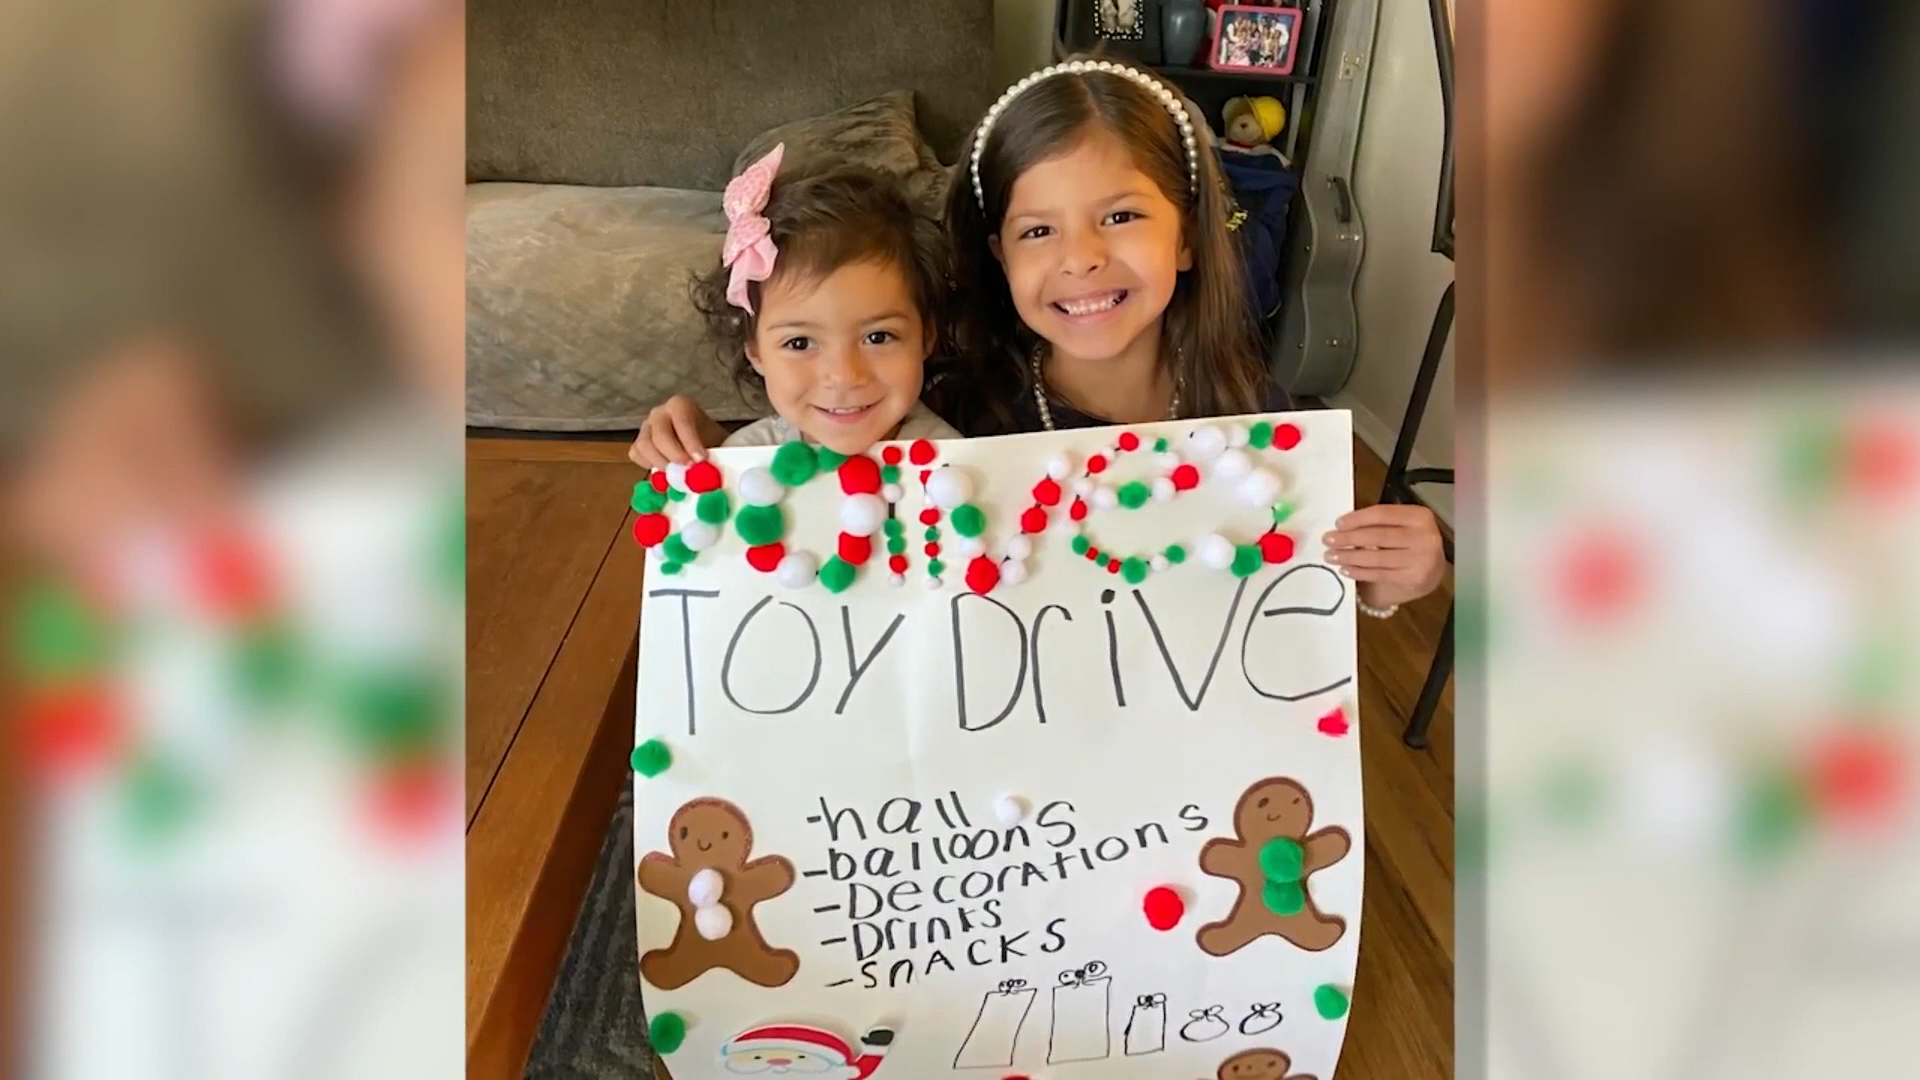 TOY Drive
-hall
-balloons
-DecorATions
-Drinks
-snACKS